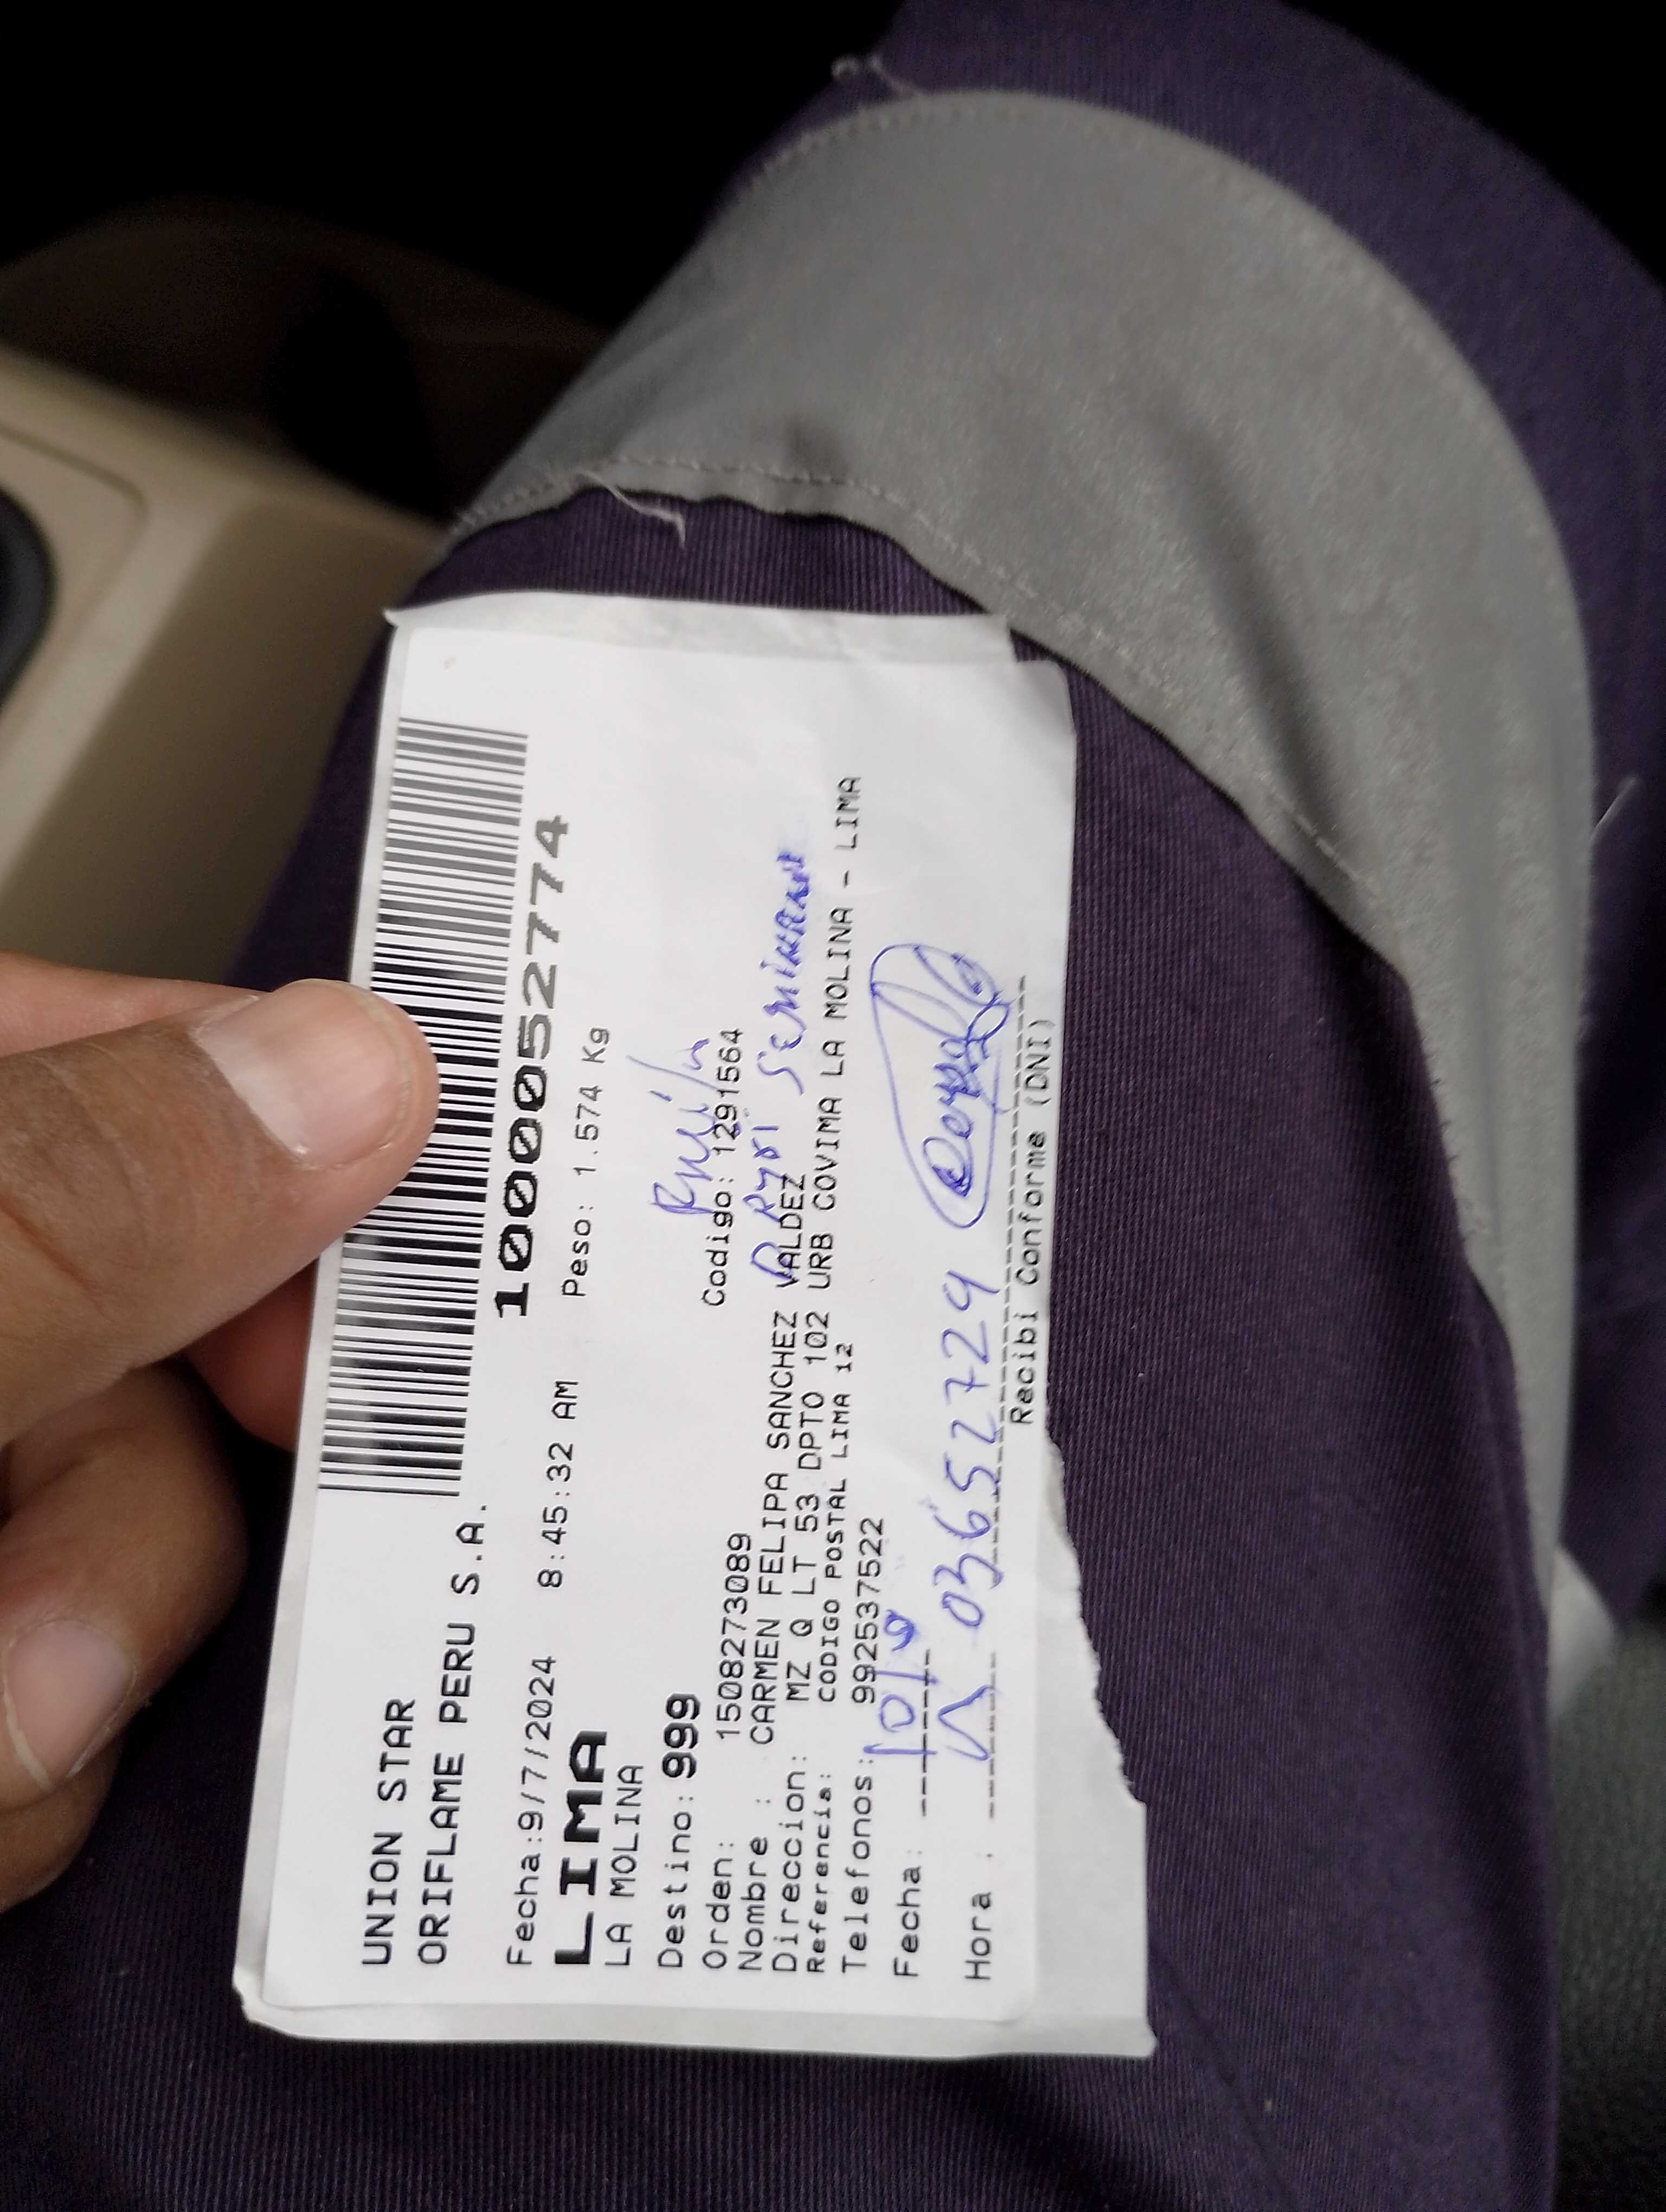 UNION STAR
ORIFLAME PERU S.A.
1000052774
Fecha:9/7/2024 8:45:32 AM Peso: 1.574 Kg
LIMA
LA MOLINA
Destino: 999
Orden: 1508273089 Codigo: 1291564
Nombre : CARMEN FELIPA SANCHEZ VALDEZ
Direccion: MZ Q LT 53 DPTO 102 URB COVIMA LA MOLINA - LIMA
Referencia: CODIGO POSTAL LIMA 12
Telefonos: 992537522
Fecha: 10/9
Hora : 03652729
Recibi Conforme (DNI)